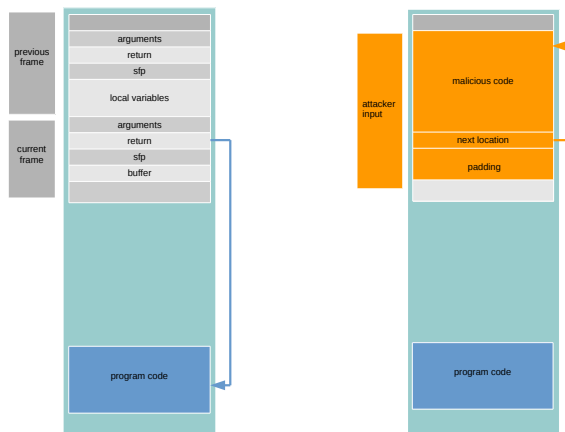 previous
frame
current
frame
arguments
return
sfp
local variables
arguments
return
sfp
buffer
program code
attacker
input
malicious code
next location
padding
program code